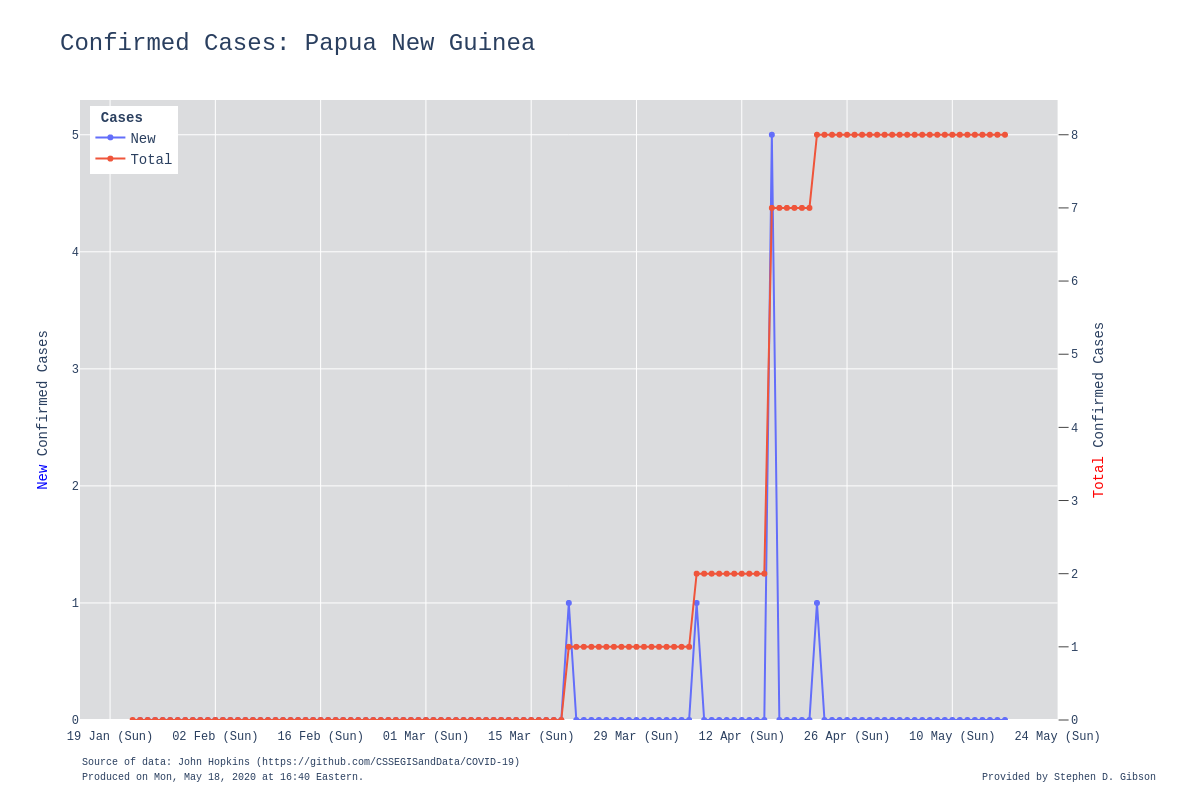 Confirmed Cases: Papua New Guinea
Cases
New
Total
5
4
3
2
1
0
8
7
6
5
4
3
2
1
0
New Confirmed Cases
Total Confirmed Cases
19 Jan (Sun) 02 Feb (Sun) 16 Feb (Sun) 01 Mar (Sun) 15 Mar (Sun) 29 Mar (Sun) 12 Apr (Sun) 26 Apr (Sun) 10 May (Sun) 24 May (Sun)
Source of data: John Hopkins (https://github.com/CSSEGISandData/COVID-19)
Produced on Mon, May 18, 2020 at 16:40 Eastern.
Provided by Stephen D. Gibson